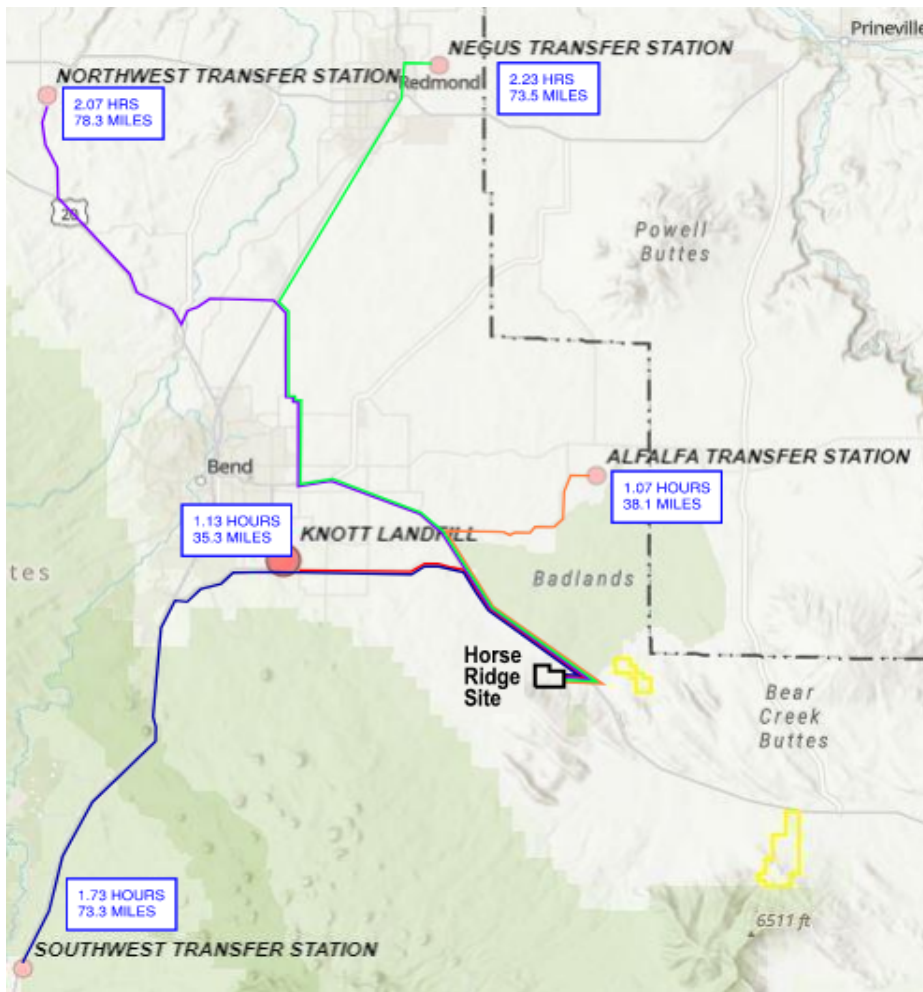 Prineville
NEGUS TRANSFER STATION
NORTHWEST TRANSFER STATION
Redmond
2.23 HRS
73.5 MILES
2.07 HRS
78.3 MILES
20
Powell
Buttes
ALFALFA TRANSFER STATION
Bend
1.07 HOURS
38.1 MILES
1.13 HOURS
35.3 MILES
KNOTT LANDFILL
tes
Badlands
Horse
Ridge
Site
Bear
Creek
Buttes
1.73 HOURS
73.3 MILES
6511 ft
SOUTHWEST TRANSFER STATION